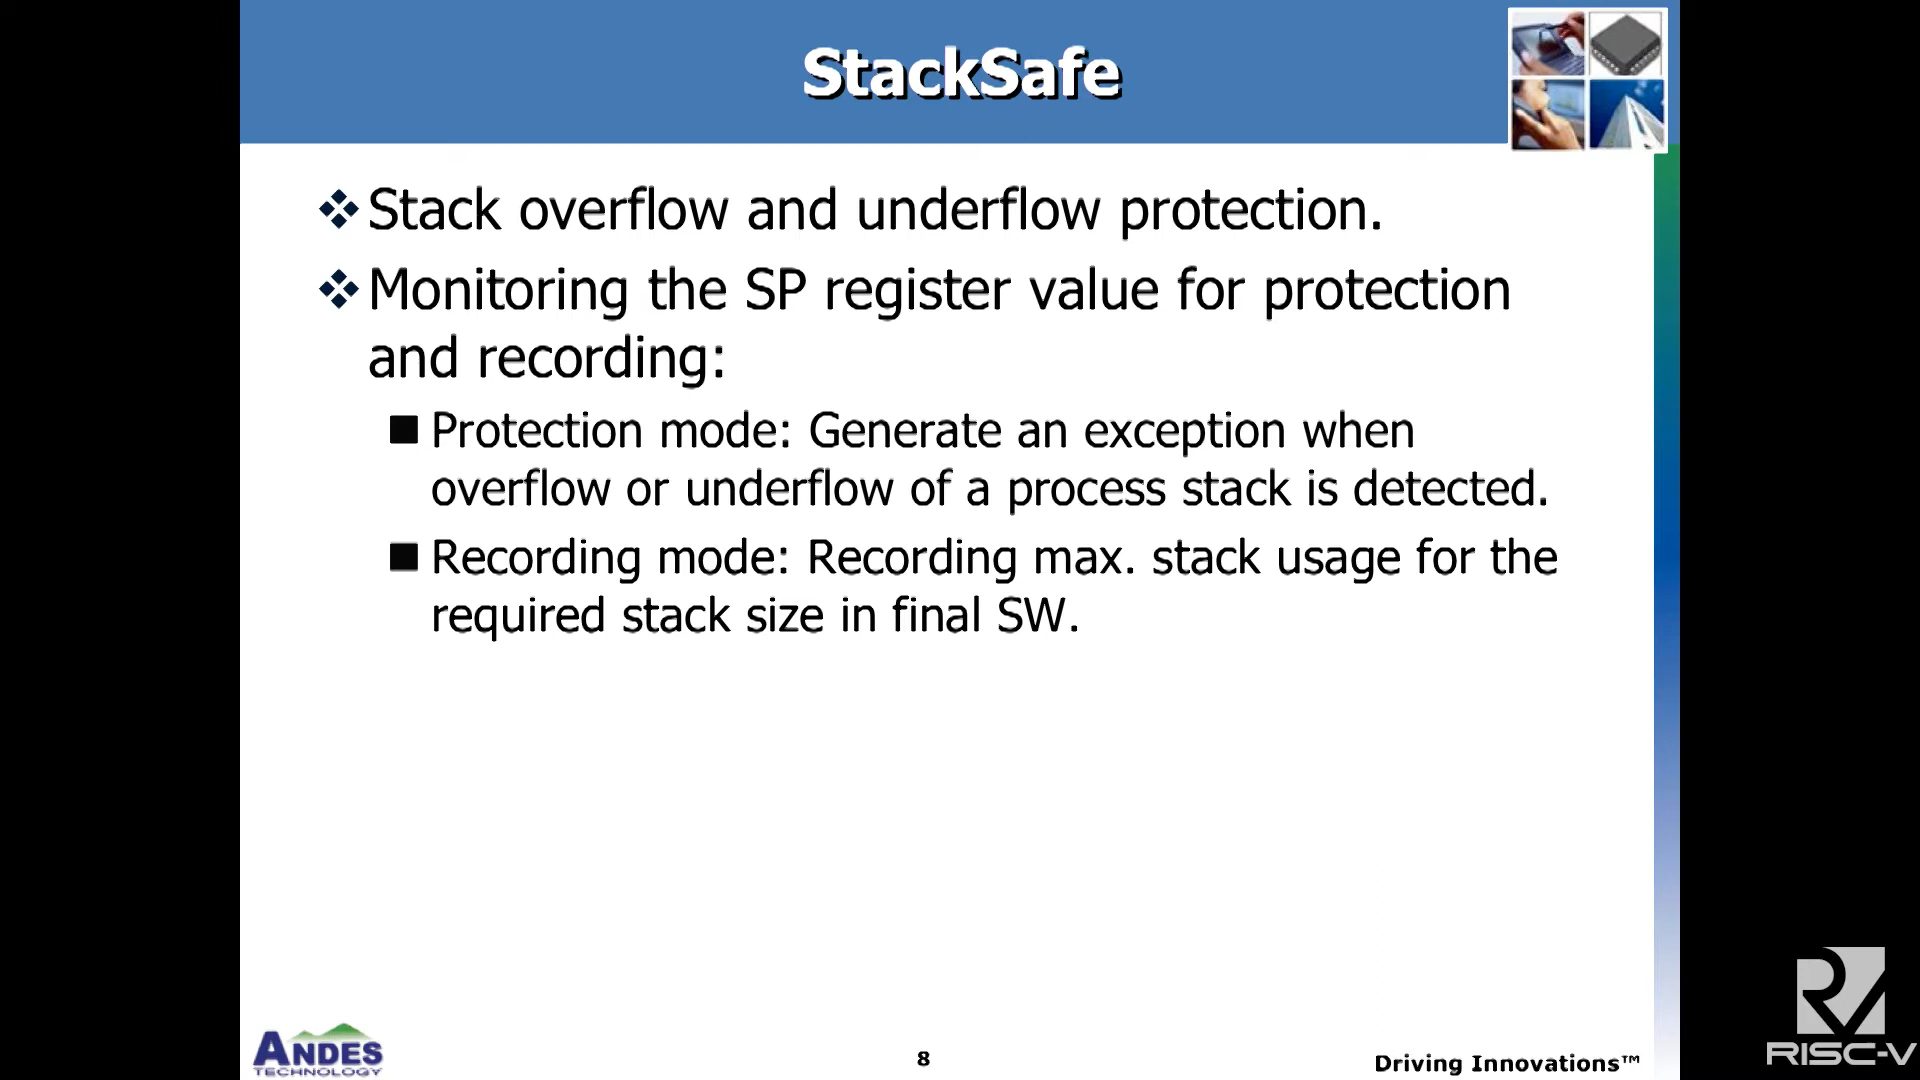 StackSafe
Stack overflow and underflow protection.
Monitoring the SP register value for protection
and recording:
Protection mode: Generate an exception when
overflow or underflow of a process stack is detected.
Recording mode: Recording max. stack usage for the
required stack size in final SW.
ANDES
TECHNOLOGY
8
Driving Innovations™
RISC-V